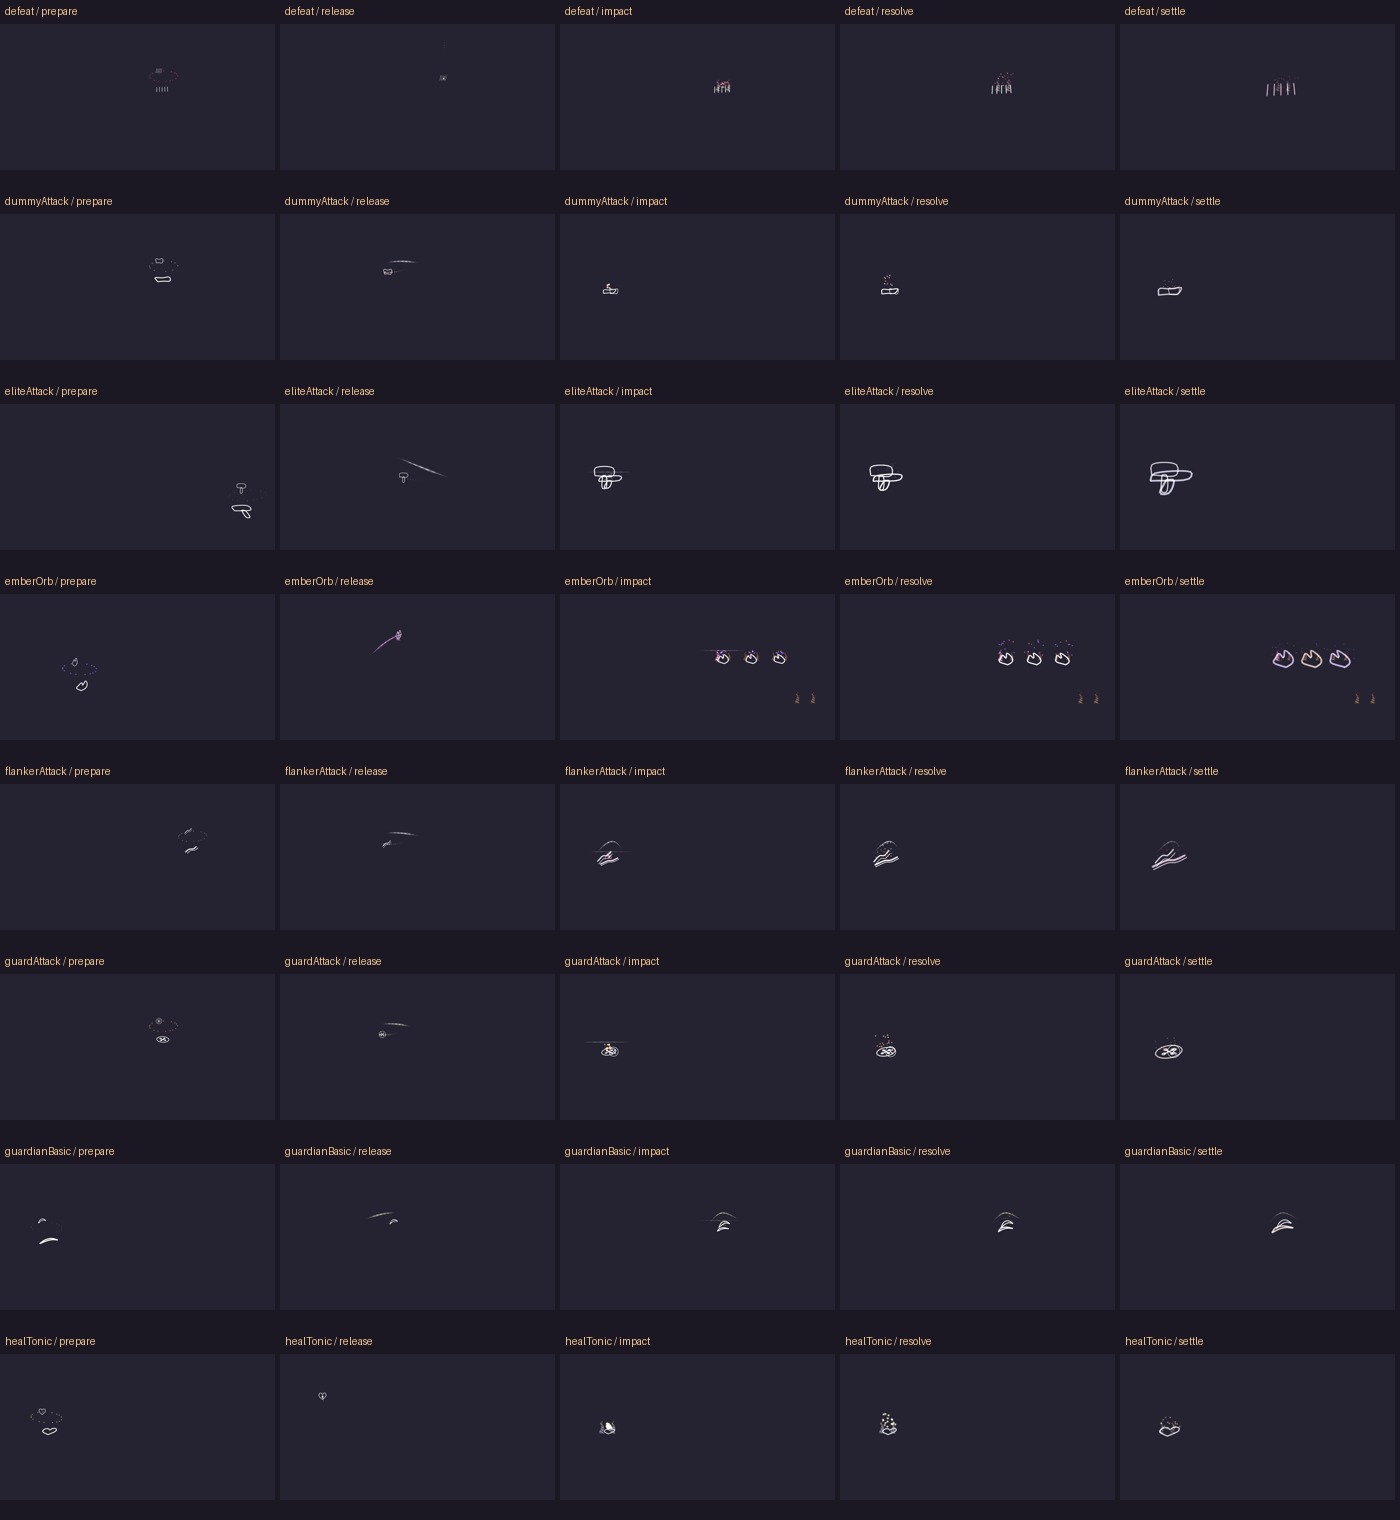 defeat / prepare
defeat / release
defeat / impact
defeat / resolve
defeat / settle
dummyAttack / prepare
dummyAttack / release
dummyAttack / impact
dummyAttack / resolve
dummyAttack / settle
eliteAttack / prepare
eliteAttack / release
eliteAttack / impact
eliteAttack / resolve
eliteAttack / settle
emberOrb / prepare
emberOrb / release
emberOrb / impact
emberOrb / resolve
emberOrb / settle
flankerAttack / prepare
flankerAttack / release
flankerAttack / impact
flankerAttack / resolve
flankerAttack / settle
guardAttack / prepare
guardAttack / release
guardAttack / impact
guardAttack / resolve
guardAttack / settle
guardianBasic / prepare
guardianBasic / release
guardianBasic / impact
guardianBasic / resolve
guardianBasic / settle
healTonic / prepare
healTonic / release
healTonic / impact
healTonic / resolve
healTonic / settle